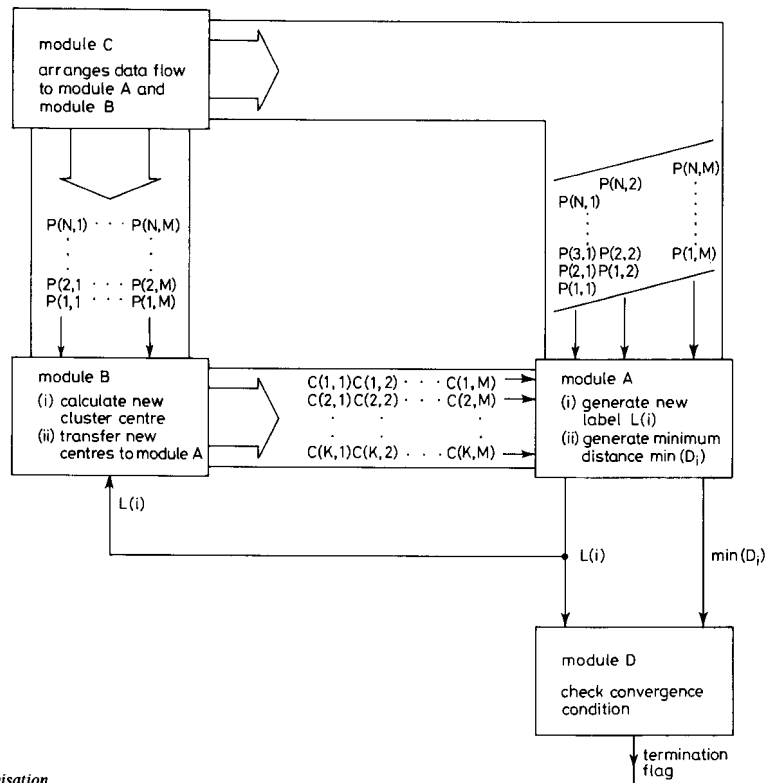 module C
arranges data flow
to module A and
module B
P(N,1) · · · P(N,M)
P(2,1 · · · P(2,M)
P(1,1 · · · P(1,M)
P(N,M)
P(N,2)
P(N,1)
P(3,1) P(2,2) P(1,M)
P(2,1) P(1,2)
P(1,1)
module B
(i) calculate new
cluster centre
(ii) transfer new
centres to module A
C(1,1)C(1,2) · · · C(1,M)
C(2,1)C(2,2) · · · C(2,M)
C(K,1)C(K,2) · · · C(K,M)
module A
(i) generate new
label L(i)
(ii) generate minimum
distance min(Di)
L(i)
L(i)
min(Di)
module D
check convergence
condition
termination
flag